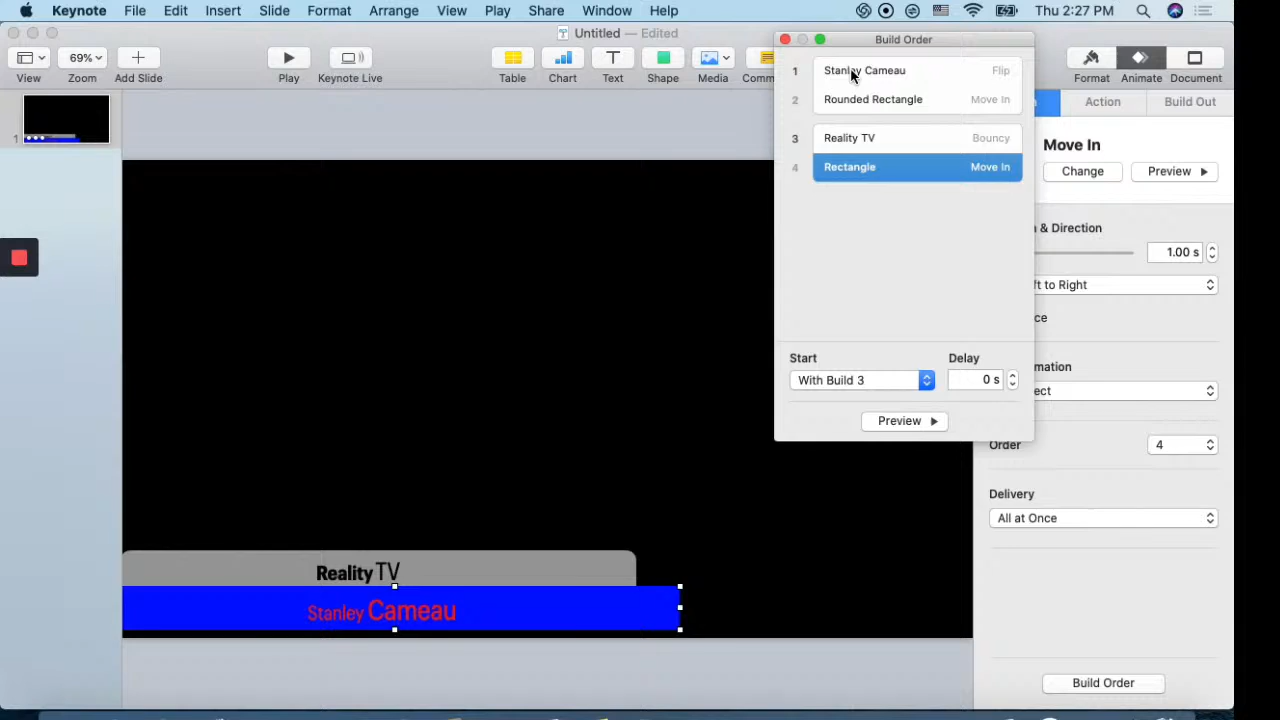 Keynote File Edit Insert Slide Format Arrange View Play Share Window Help Thu 2:27 PM
Untitled — Edited
Build Order
69%
View Zoom Add Slide Play Keynote Live Table Chart Text Shape Media Comm Format Animate Document
1 Stanley Cameau Flip
2 Rounded Rectangle Move In
3 Reality TV Bouncy
4 Rectangle Move In
Start Delay
With Build 3 0 s
Preview
1
Action Build Out
Move In
Change Preview
& Direction
1.00 s
ft to Right
ce
mation
ect
Order 4
Delivery
All at Once
Build Order
Reality TV
Stanley Cameau